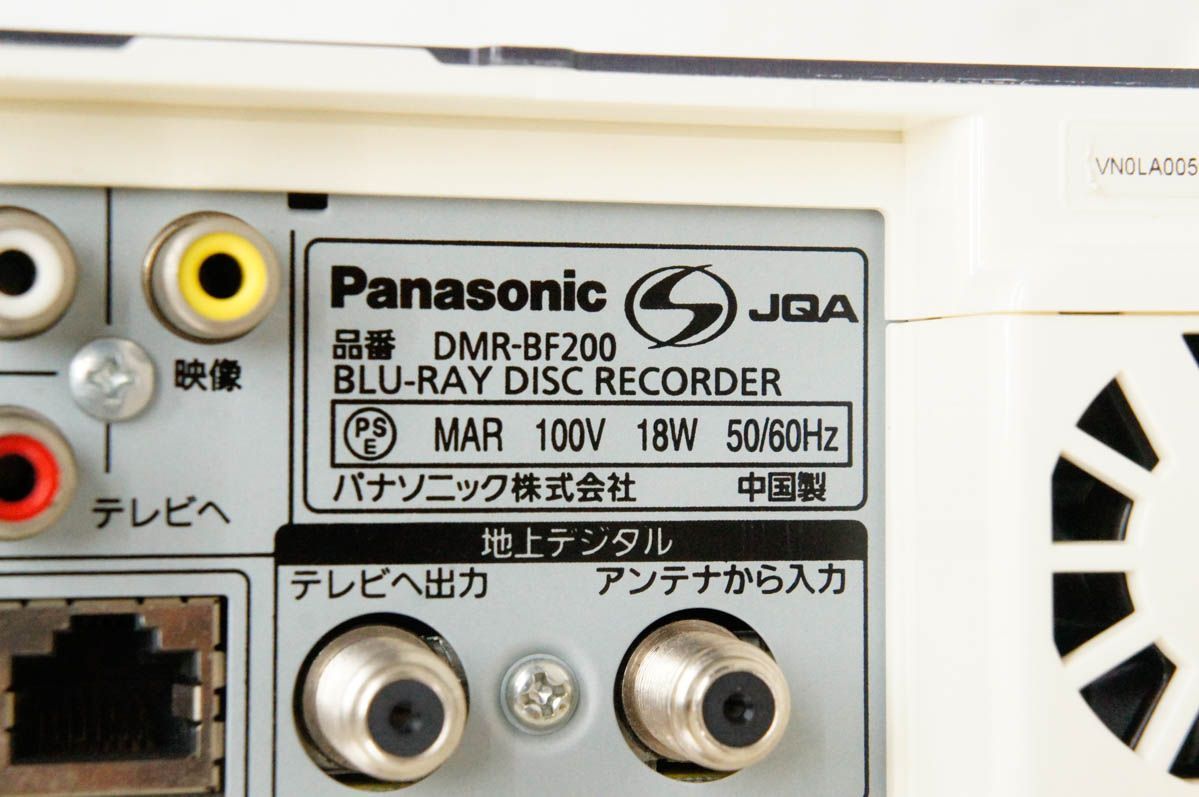 VN0LA005
Panasonic JQA
品番 DMR-BF200
BLU-RAY DISC RECORDER
PSE MAR 100V 18W 50/60Hz
パナソニック株式会社 中国製
映像
テレビへ
地上デジタル
テレビへ出力 アンテナから入力